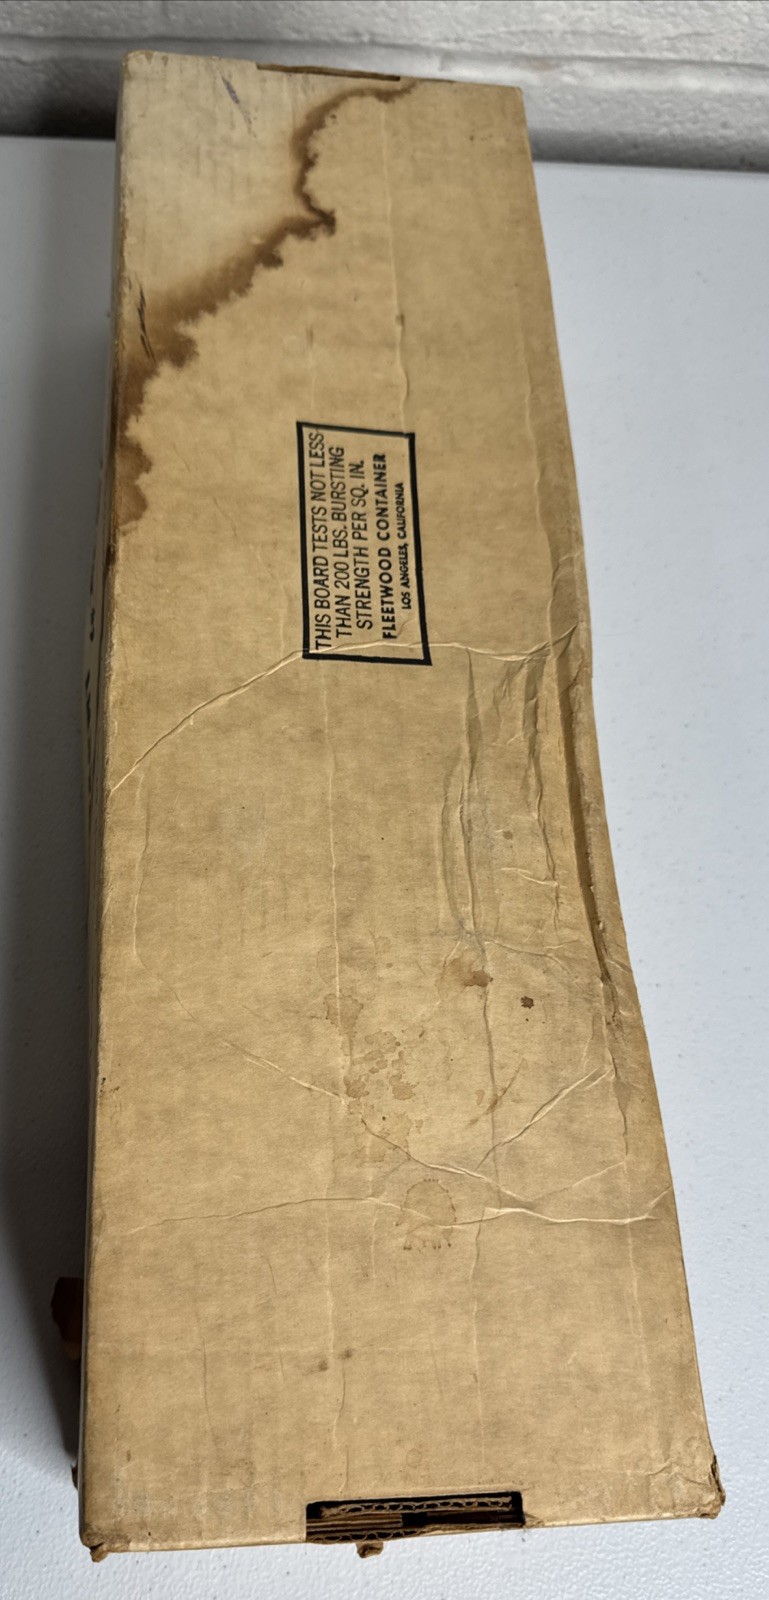 THIS BOARD TESTS NOT LESS
THAN 200 LBS. BURSTING
STRENGTH PER SQ. IN.
FLEETWOOD CONTAINER
LOS ANGELES, CALIFORNIA